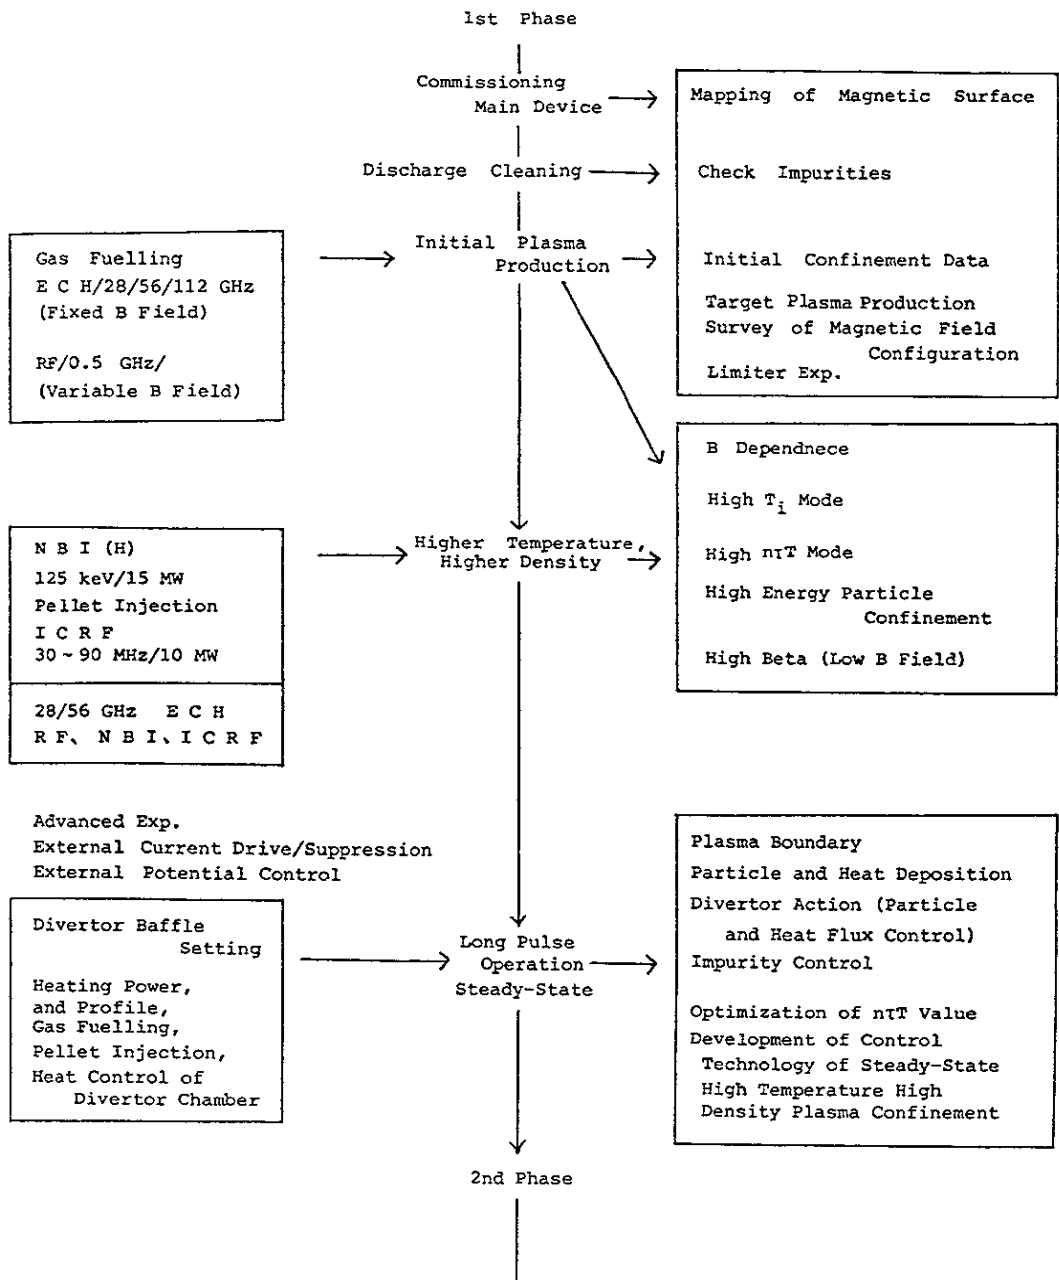 1st Phase
Commissioning
Main Device
Mapping of Magnetic Surface
Discharge Cleaning
Check Impurities
Gas Fuelling
E C H/28/56/112 GHz
(Fixed B Field)
RF/0.5 GHz/
(Variable B Field)
Initial Plasma
Production
Initial Confinement Data
Target Plasma Production
Survey of Magnetic Field
Configuration
Limiter Exp.
B Dependnece
High Ti Mode
High nτT Mode
High Energy Particle
Confinement
High Beta (Low B Field)
N B I (H)
125 keV/15 MW
Pellet Injection
I C R F
30 ~ 90 MHz/10 MW
28/56 GHz E C H
R F、N B I、I C R F
Higher Temperature,
Higher Density
Advanced Exp.
External Current Drive/Suppression
External Potential Control
Divertor Baffle
Setting
Heating Power,
and Profile,
Gas Fuelling,
Pellet Injection,
Heat Control of
Divertor Chamber
Long Pulse
Operation
Steady-State
Plasma Boundary
Particle and Heat Deposition
Divertor Action (Particle
and Heat Flux Control)
Impurity Control
Optimization of nτT Value
Development of Control
Technology of Steady-State
High Temperature High
Density Plasma Confinement
2nd Phase